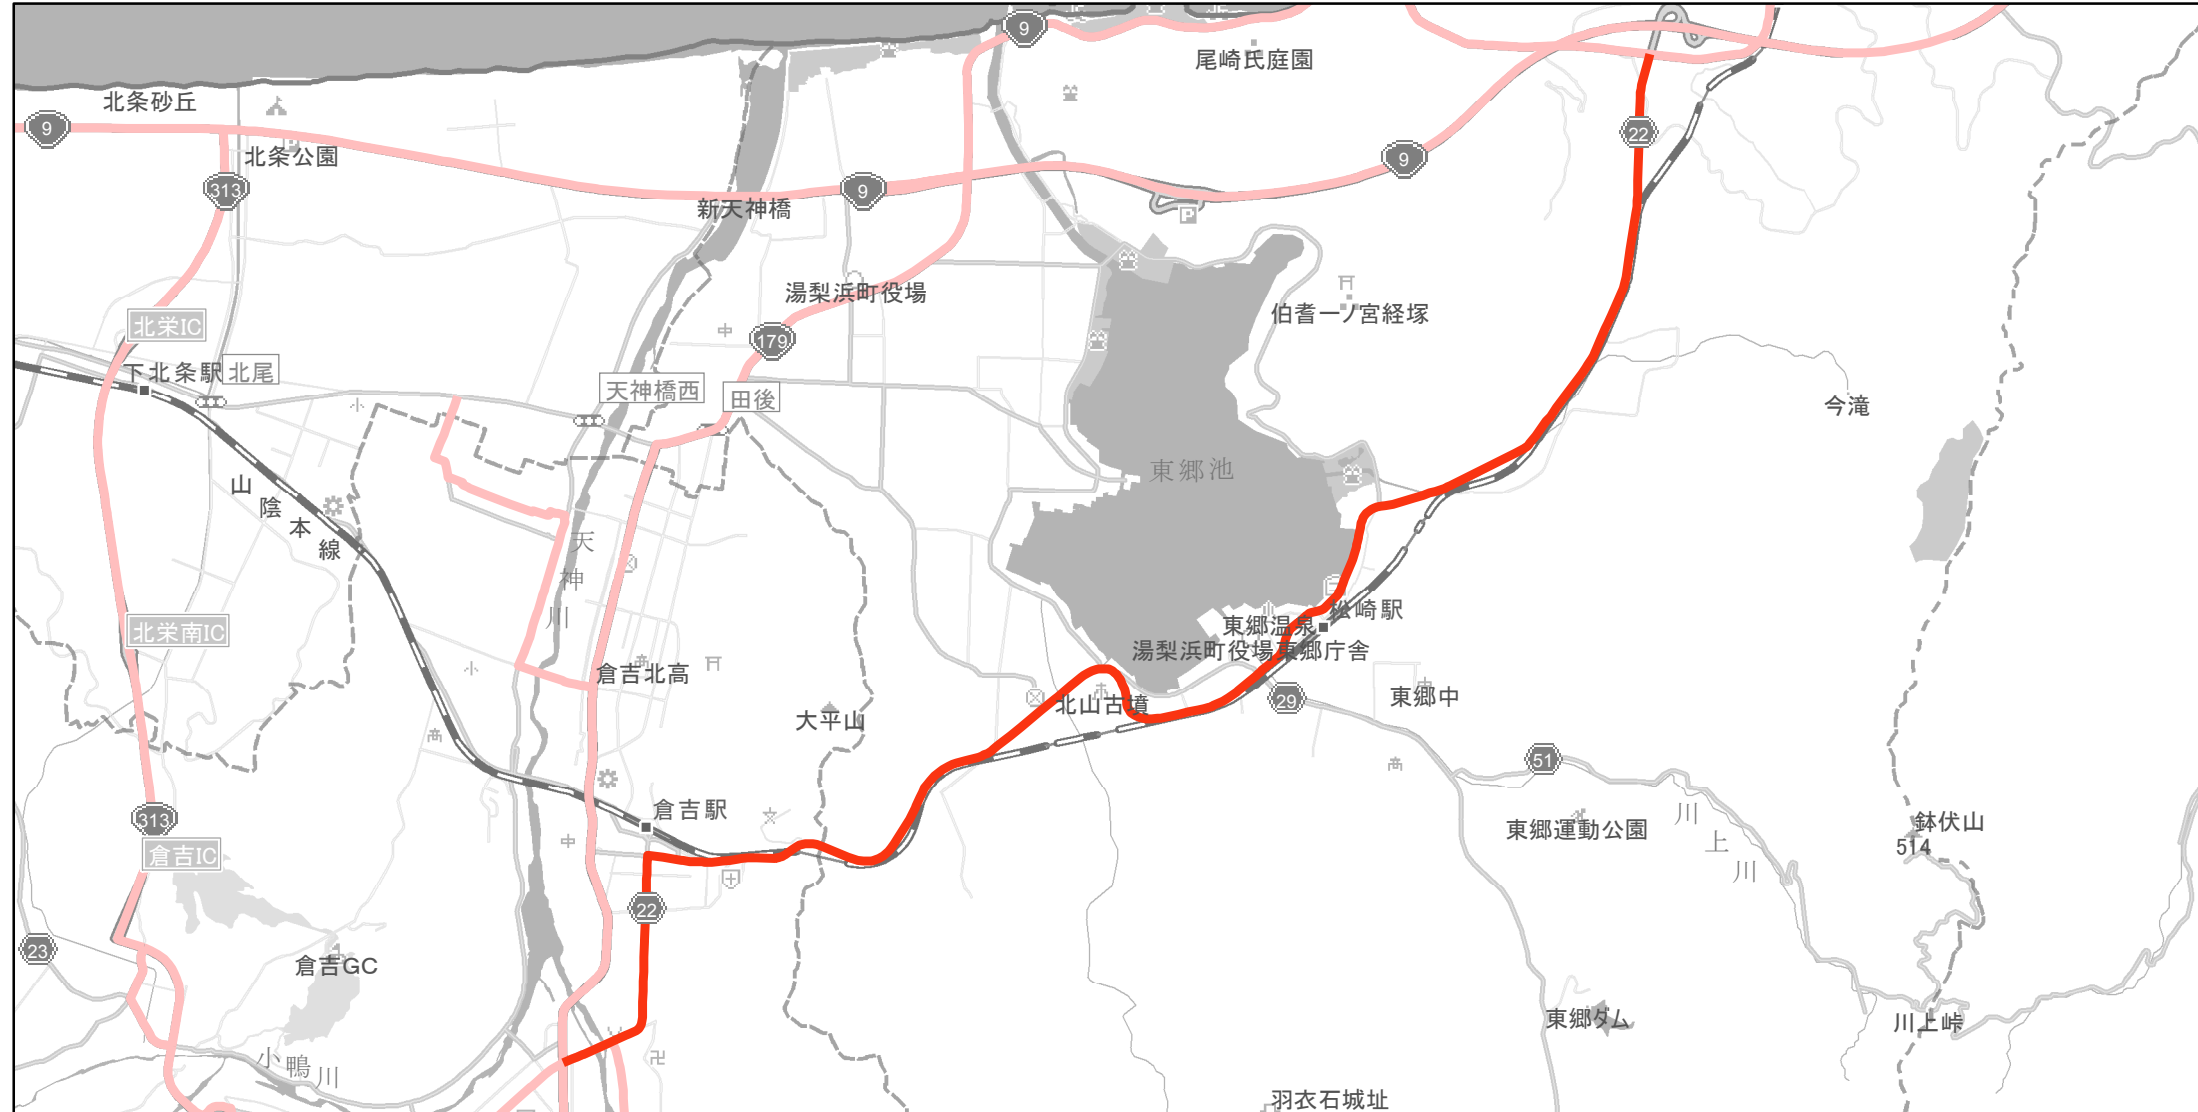 9
尾崎氏庭園
北条砂丘
9
22
北条公園
9
313
9
新天神橋
湯梨浜町役場
伯耆一ノ宮経塚
北栄IC
179
下北条駅
北尾
天神橋西
田後
今滝
東郷池
山陰本線
天神川
松崎駅
東郷温泉
北栄南IC
湯梨浜町役場東郷庁舎
倉吉北高
29
東郷中
北山古墳
大平山
51
倉吉駅
313
東郷運動公園
川上川
鉢伏山
514
倉吉IC
22
23
倉吉GC
東郷ダム
川上峠
小鴨川
羽衣石城址